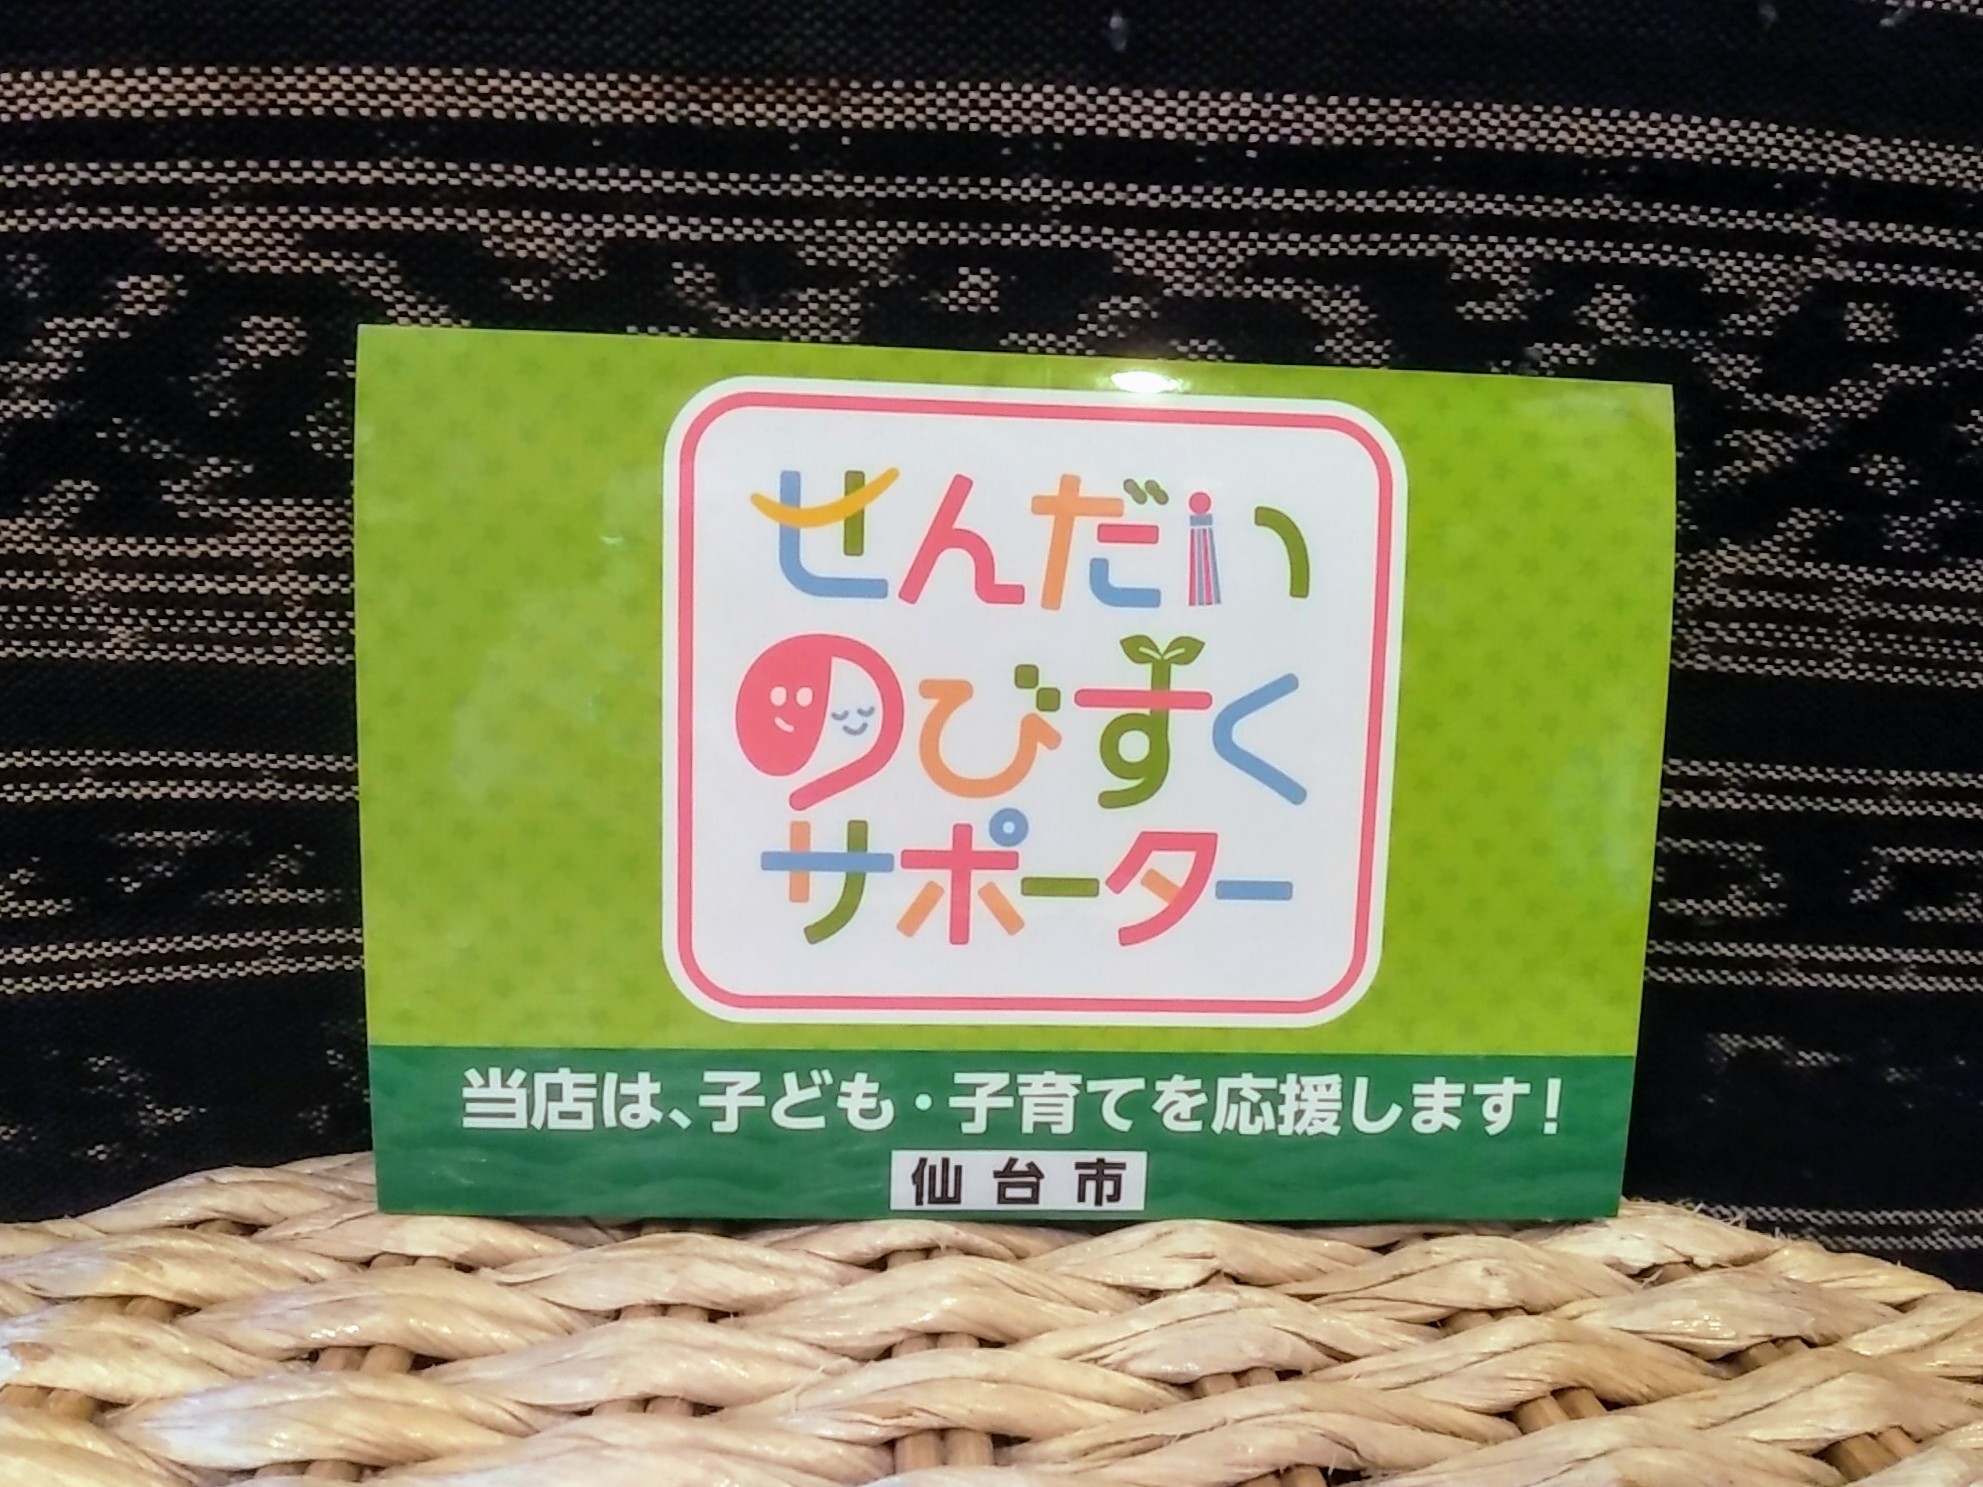 せんだい
のびすく
サポーター
当店は、子ども・子育てを応援します!
仙台市